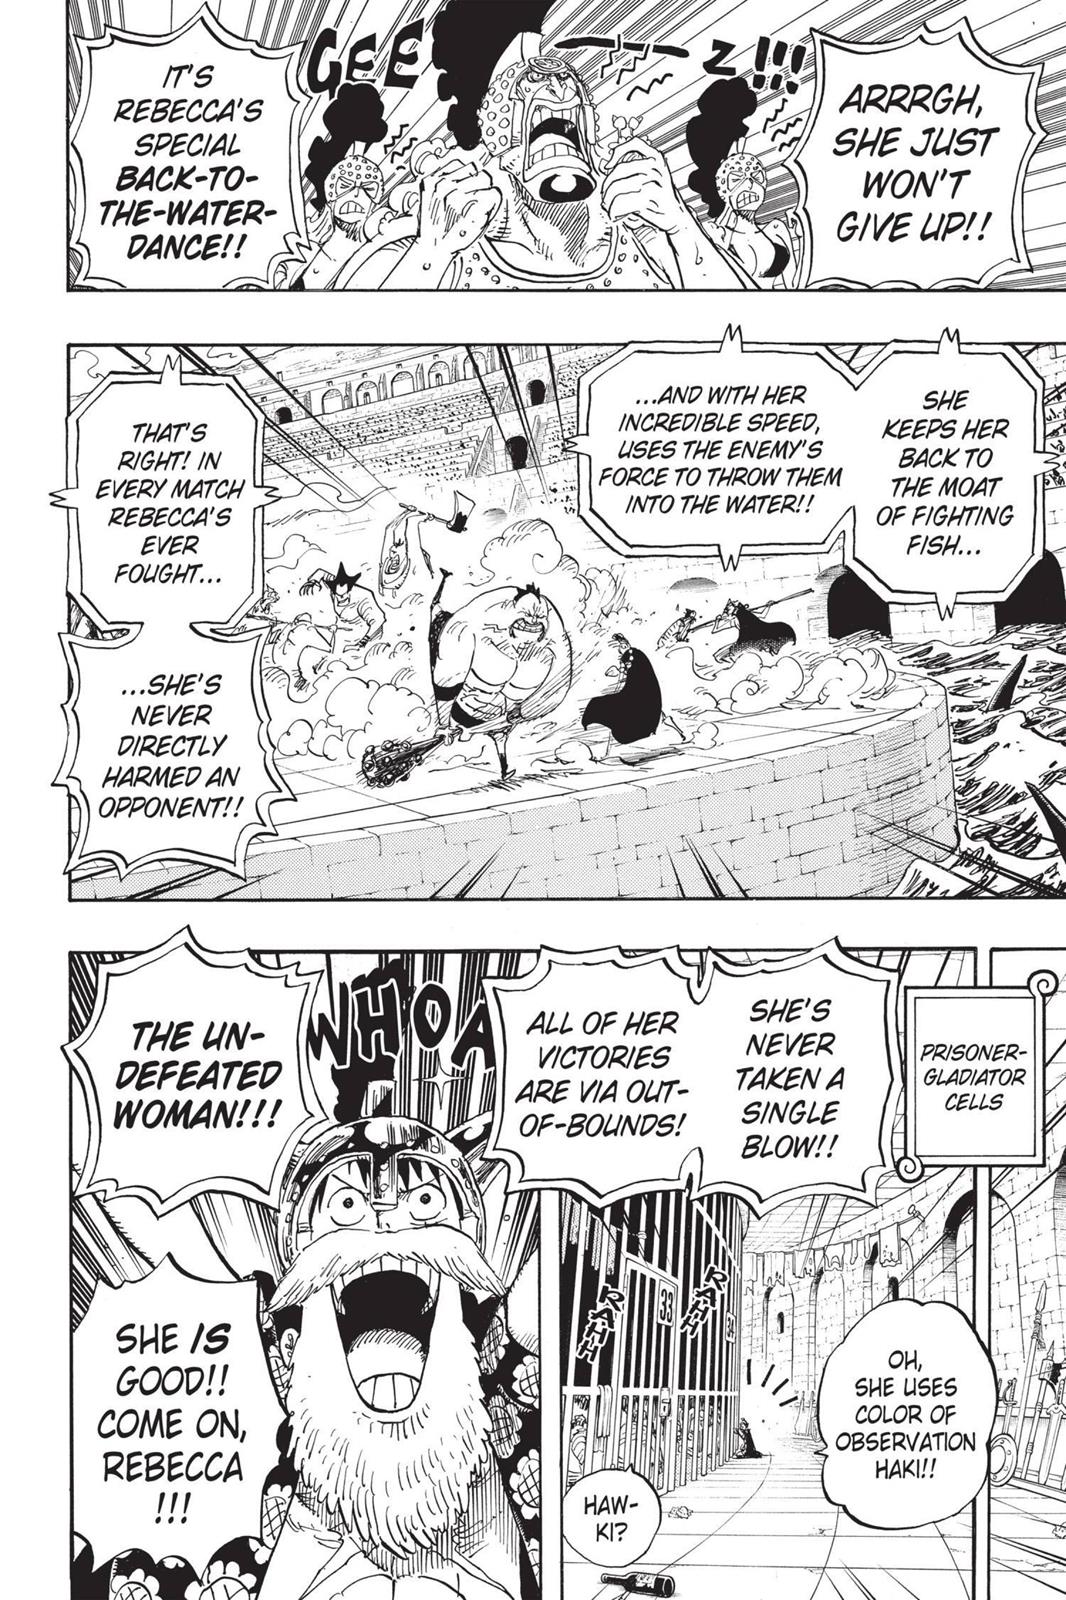 ARRRGH,
SHE JUST
WON'T
GIVE UP!!
GEE
Z!!!
IT'S
REBECCA'S
SPECIAL
BACK-TO-
THE-WATER-
DANCE!!
SHE
KEEPS HER
BACK TO
THE MOAT
OF FIGHTING
FISH...
...AND WITH HER
INCREDIBLE SPEED,
USES THE ENEMY'S
FORCE TO THROW THEM
INTO THE WATER!!
THAT'S
RIGHT! IN
EVERY MATCH
REBECCA'S
EVER
FOUGHT...
...SHE'S
NEVER
DIRECTLY
HARMED AN
OPPONENT!!
PRISONER-
GLADIATOR
CELLS
SHE'S
NEVER
TAKEN A
SINGLE
BLOW!!
ALL OF HER
VICTORIES
ARE VIA OUT-
OF-BOUNDS!
RAHH
RAHH
33
34
OH,
SHE USES
COLOR OF
OBSERVATION
HAKI!!
HAW-
KI?
WHOA
THE UN-
DEFEATED
WOMAN!!!
SHE IS
GOOD!!
COME ON,
REBECCA
!!!